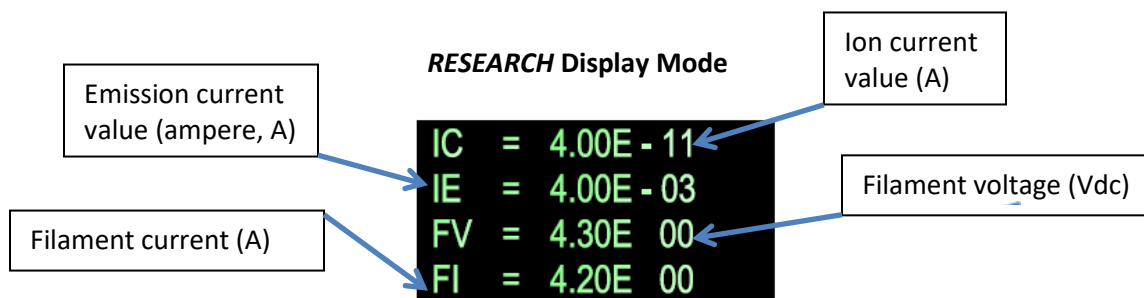 RESEARCH Display Mode
Ion current
value (A)
Emission current
value (ampere, A)
IC = 4.00E - 11
IE = 4.00E - 03
FV = 4.30E 00
FI = 4.20E 00
Filament voltage (Vdc)
Filament current (A)